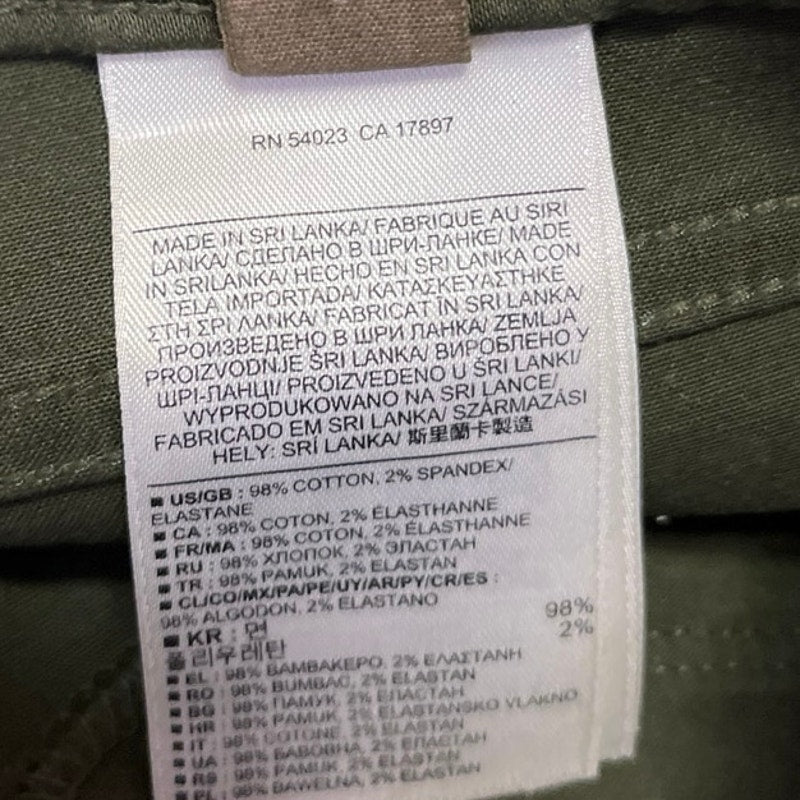 RN 54023 CA 17897
MADE IN SRI LANKA/ FABRIQUE AU SIRI
LANKA/ СДЕЛАНО В ШРИ-ЛАНКЕ/ MADE
IN SRILANKA/ HECHO EN SRI LANKA CON
TELA IMPORTADA/ ΚΑΤΑΣΚΕΥΑΣΤΗΚΕ
ΣΤΗ ΣΡΙ ΛΑΝΚΑ/ FABRICAT ÎN SRI LANKA/
ПРОИЗВЕДЕНО В ШРИ ЛАНКА/ ZEMLJA
PROIZVODNJE ŠRI LANKA/ ВИРОБЛЕНО У
ШРІ-ЛАНЦІ/ PROIZVEDENO U ŠRI LANKI/
WYPRODUKOWANO NA SRI LANCE/
FABRICADO EM SRI LANKA/ SZÁRMAZÁSI
HELY: SRÍ LANKA/ 斯里蘭卡製造
■ US/GB : 98% COTTON, 2% SPANDEX/
ELASTANE
■ CA : 98% COTON, 2% ÉLASTHANNE
■ FR/MA : 98% COTON, 2% ÉLASTHANNE
■ RU : 98% ХЛОПОК, 2% ЭЛАСТАН
■ TR : 98% PAMUK, 2% ELASTAN
■ CL/CO/MX/PA/PE/UY/AR/PY/CR/ES :
98% ALGODON, 2% ELASTANO
■ KR : 면 98%
폴리우레탄 2%
■ EL : 98% ΒΑΜΒΑΚΕΡΟ, 2% ΕΛΑΣΤΑΝΗ
■ RO : 98% BUMBAC, 2% ELASTAN
■ BG : 98% ПАМУК, 2% ЕЛАСТАН
■ HR : 98% PAMUK, 2% ELASTANSKO VLAKNO
■ IT : 98% COTONE, 2% ELASTAN
■ UA : 98% БАВОВНА, 2% ЕЛАСТАН
■ RS : 98% PAMUK, 2% ELASTAN
■ PL : 98% BAWEŁNA, 2% ELASTAN